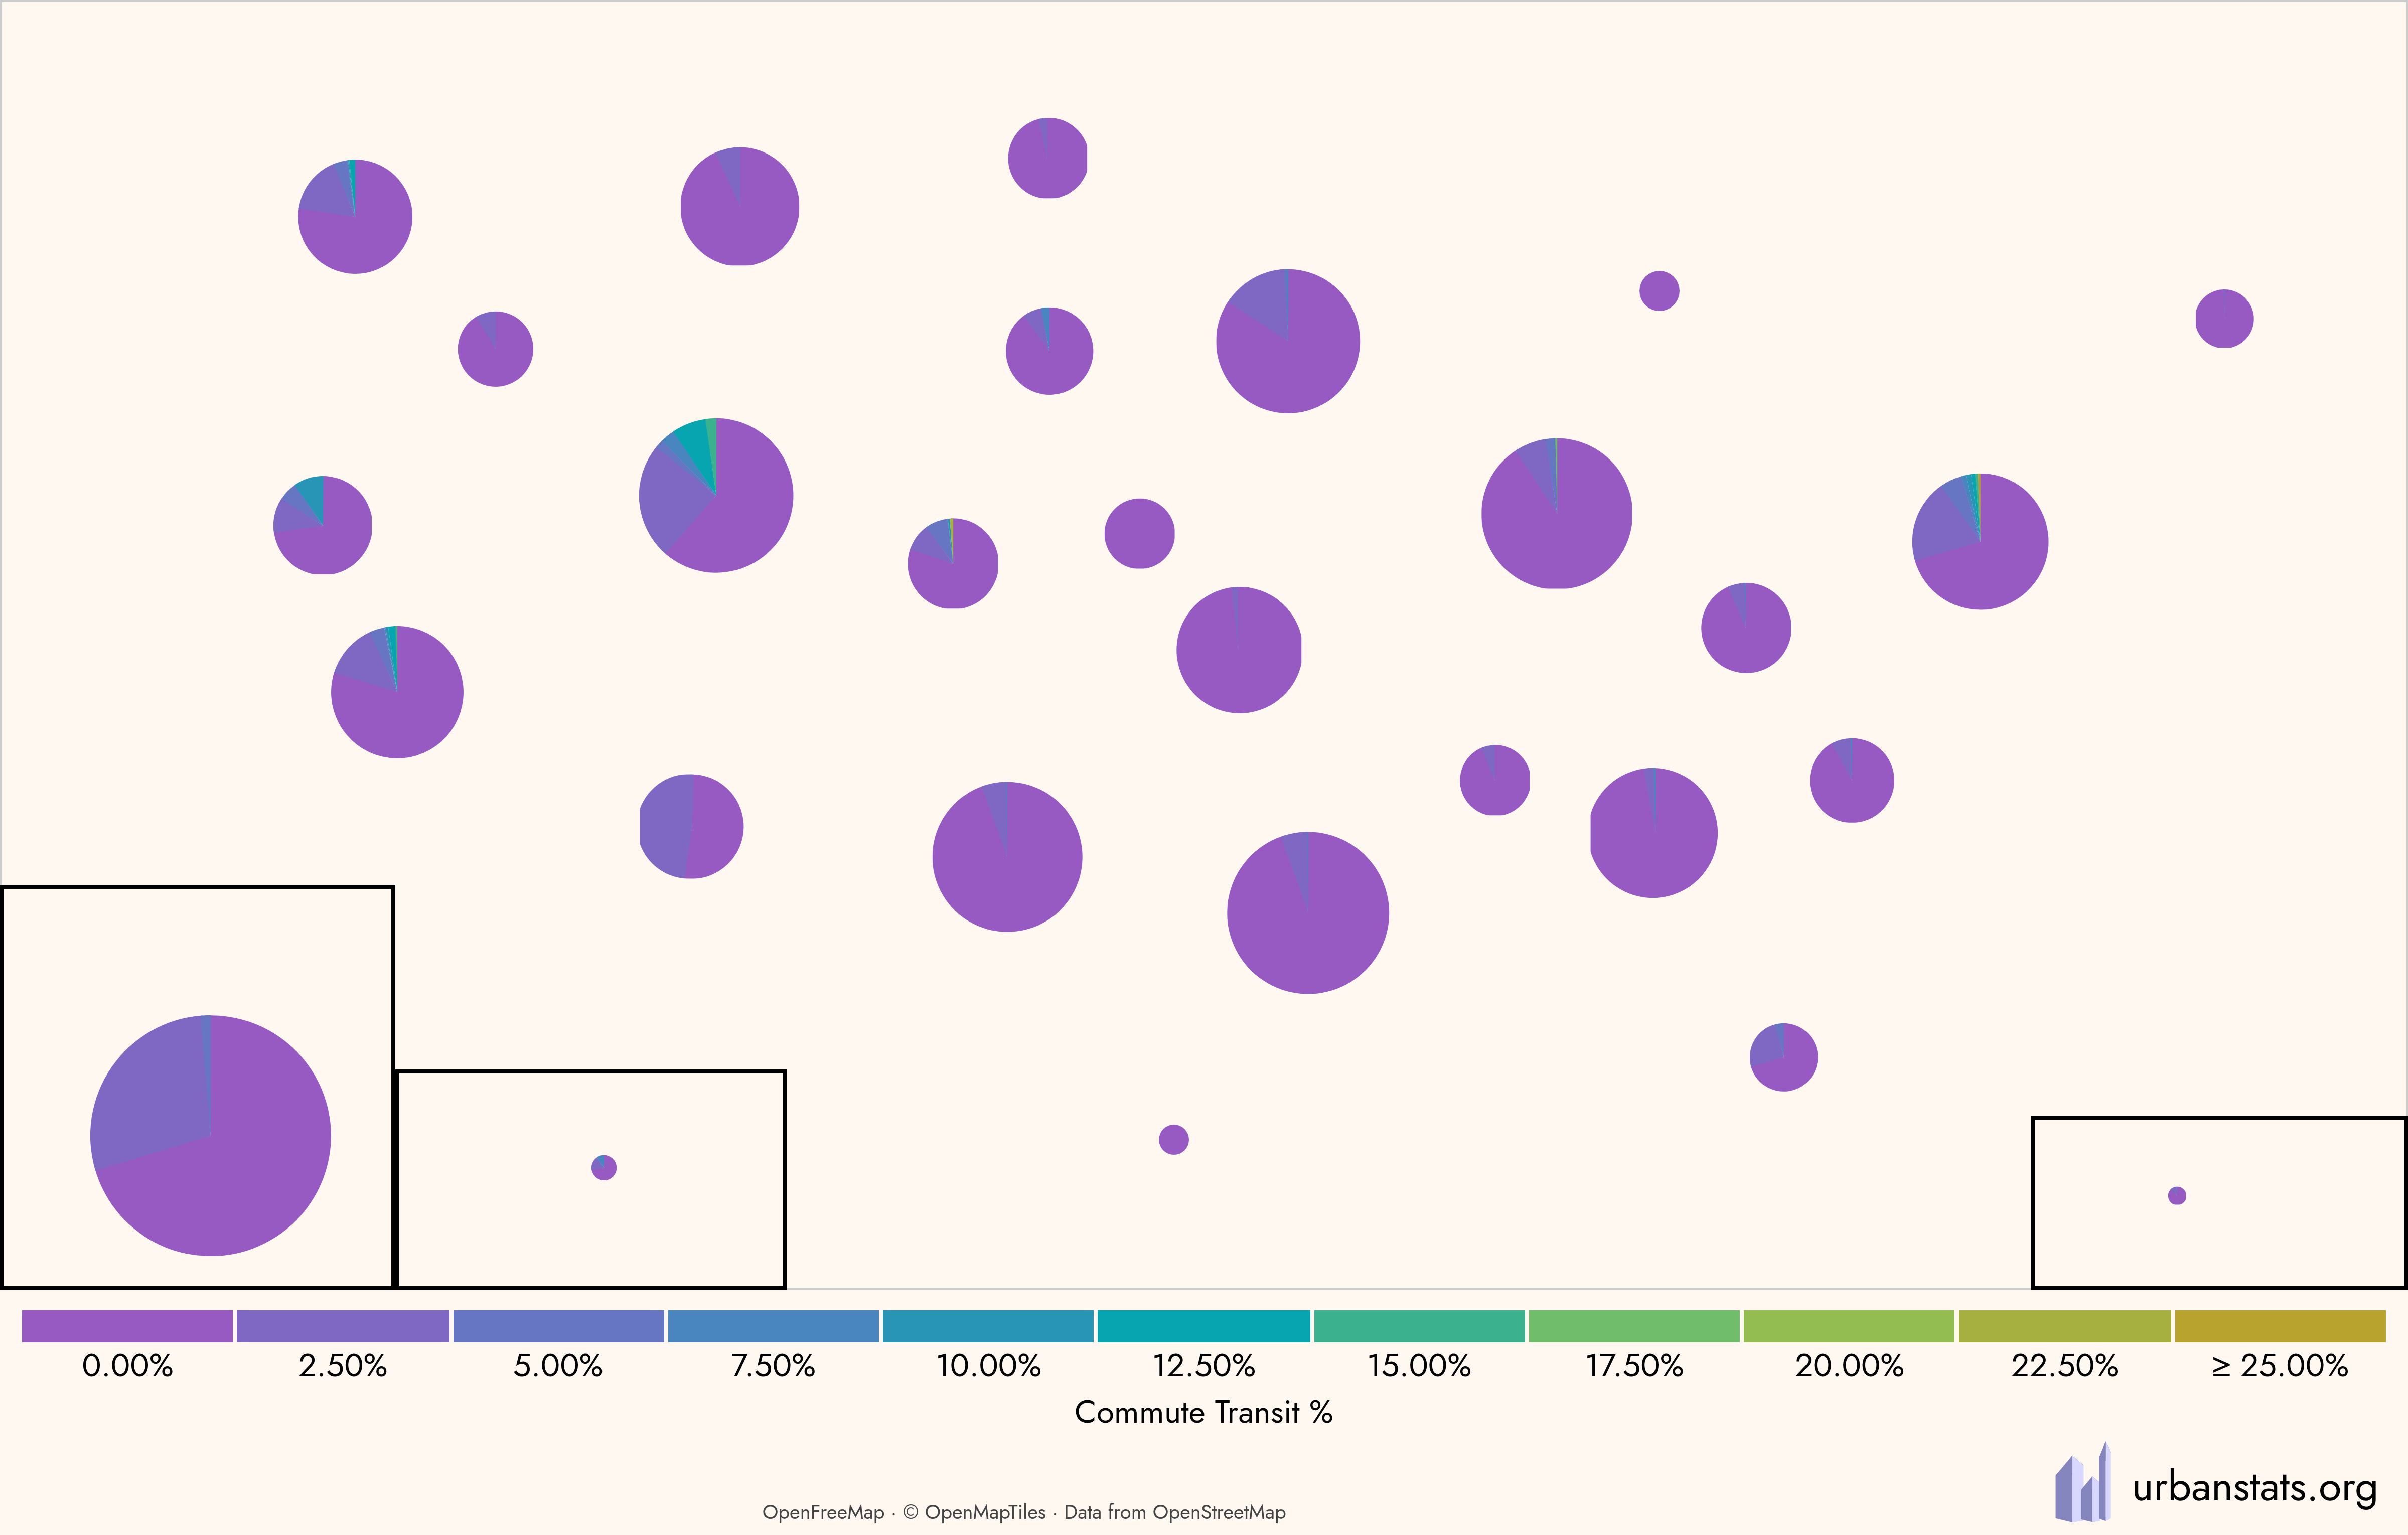 0.00% 2.50% 5.00% 7.50% 10.00% 12.50% 15.00% 17.50% 20.00% 22.50% ≥ 25.00%
Commute Transit %
urbanstats.org
OpenFreeMap · © OpenMapTiles · Data from OpenStreetMap